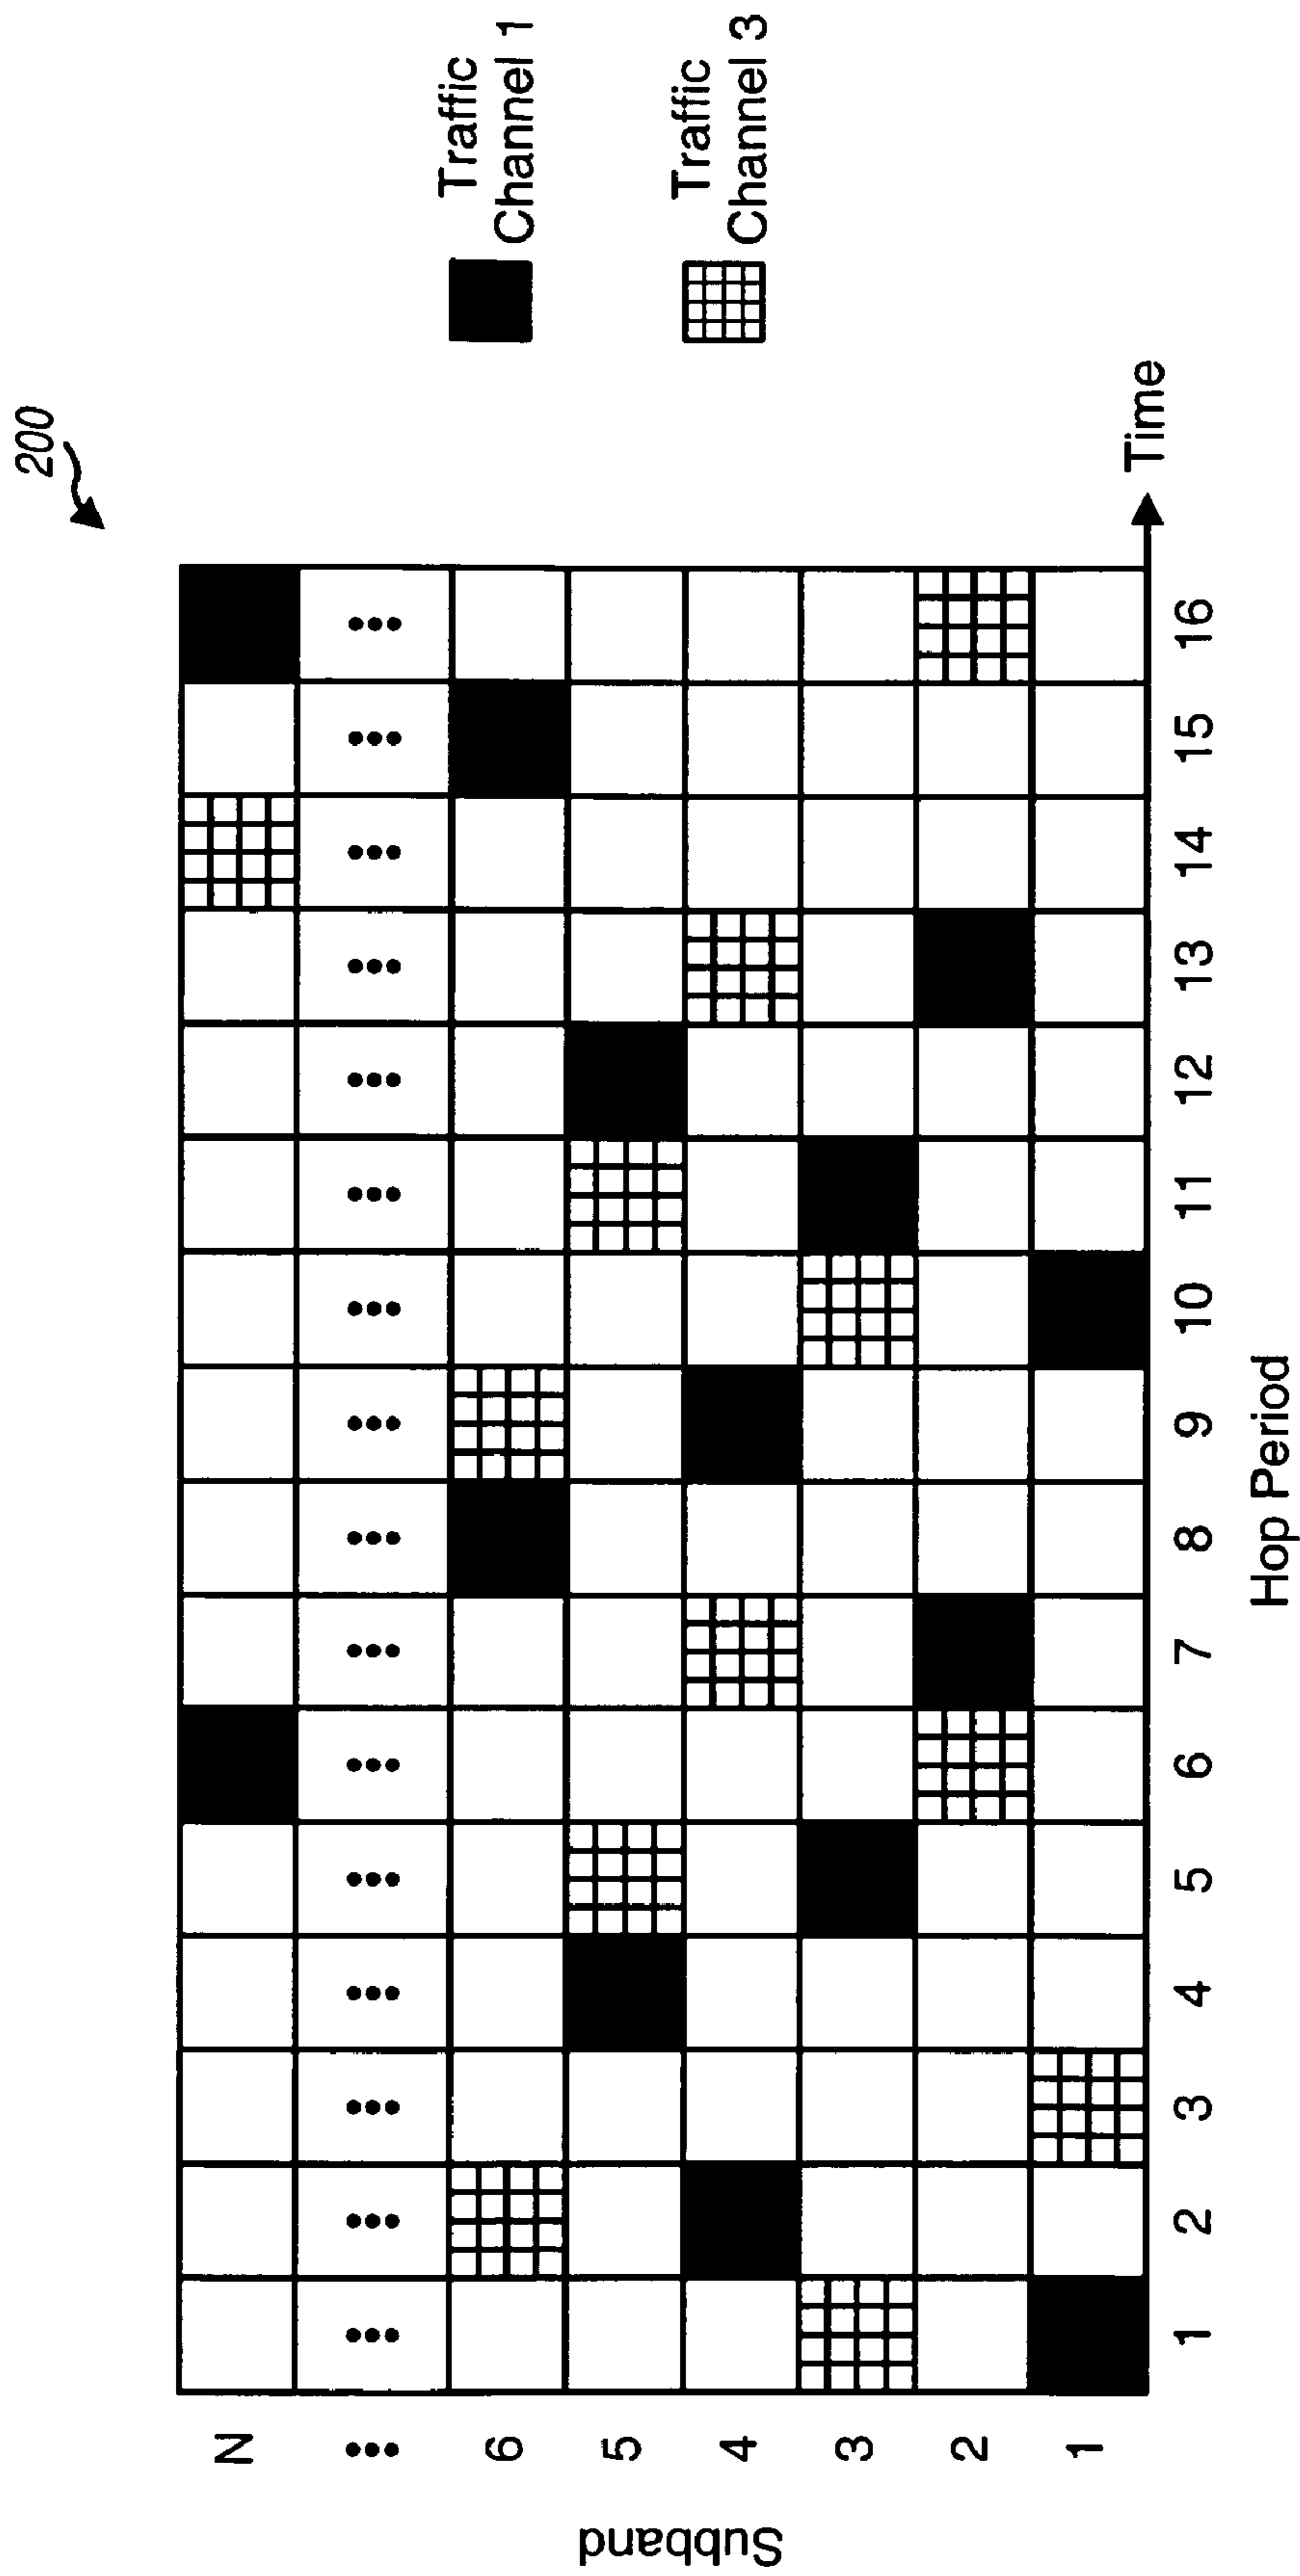 200
Traffic
Channel 1
Traffic
Channel 3
Subband
N
6
5
4
3
2
1
Time
1 2 3 4 5 6 7 8 9 10 11 12 13 14 15 16
Hop Period